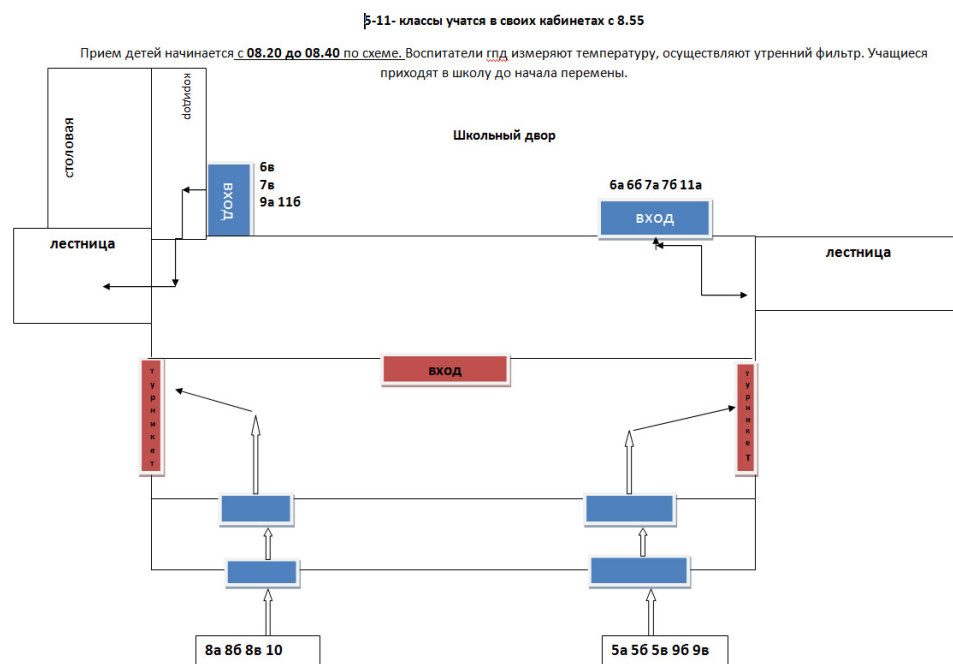 5-11- классы учатся в своих кабинетах с 8.55
Прием детей начинается с 08.20 до 08.40 по схеме. Воспитатели гпд измеряют температуру, осуществляют утренний фильтр. Учащиеся
приходят в школу до начала перемены.
коридор
столовая
Школьный двор
вход
6в
7в
9а 11б
6а 6б 7а 7б 11а
вход
лестница
лестница
вход
турникет
турникеТ
8а 8б 8в 10
5а 5б 5в 9б 9в